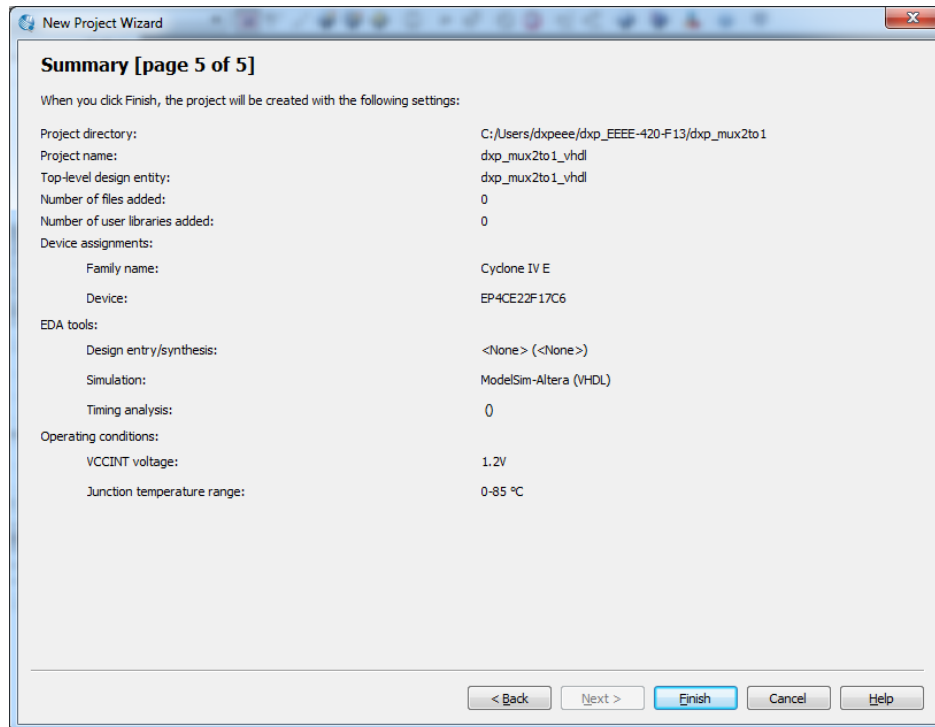 New Project Wizard
Summary [page 5 of 5]
When you click Finish, the project will be created with the following settings:
Project directory: C:/Users/dxpeee/dxp_EEEE-420-F13/dxp_mux2to1
Project name: dxp_mux2to1_vhdl
Top-level design entity: dxp_mux2to1_vhdl
Number of files added: 0
Number of user libraries added: 0
Device assignments:
Family name: Cyclone IV E
Device: EP4CE22F17C6
EDA tools:
Design entry/synthesis: <None> (<None>)
Simulation: ModelSim-Altera (VHDL)
Timing analysis: ()
Operating conditions:
VCCINT voltage: 1.2V
Junction temperature range: 0-85 ºC
< Back Next > Finish Cancel Help